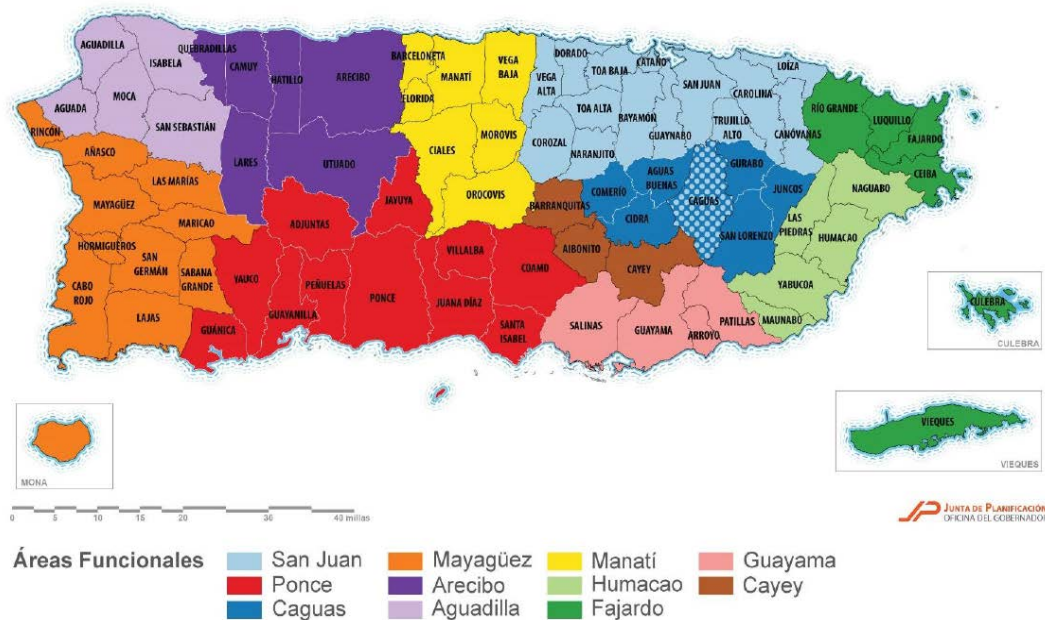 AGUADILLA
ISABELA
QUEBRADILLAS
CAMUY
HATILLO
ARECIBO
BARCELONETA
MANATÍ
VEGA
BAJA
VEGA
ALTA
DORADO
TOA BAJA
CATAÑO
SAN JUAN
CAROLINA
LOÍZA
AGUADA
MOCA
SAN SEBASTIÁN
FLORIDA
TOA ALTA
BAYAMÓN
GUAYNABO
TRUJILLO
ALTO
CANÓVANAS
RÍO GRANDE
LUQUILLO
FAJARDO
CEIBA
RINCÓN
AÑASCO
LARES
UTUADO
CIALES
MOROVIS
COROZAL
NARANJITO
LAS MARÍAS
OROCOVIS
COMERÍO
AGUAS
BUENAS
CAGUAS
GURABO
JUNCOS
NAGUABO
MAYAGÜEZ
MARICAO
ADJUNTAS
JAVUYA
BARRANQUITAS
CIDRA
SAN LORENZO
LAS
PIEDRAS
HUMACAO
HORMIGUEROS
SAN
GERMÁN
SABANA
GRANDE
YAUCO
PEÑUELAS
PONCE
VILLALBA
COAMO
AIBONITO
CAYEY
YABUCOA
CABO
ROJO
LAJAS
GUÁNICA
GUAYANILLA
JUANA DÍAZ
SANTA
ISABEL
SALINAS
GUAYAMA
ARROYO
PATILLAS
MAUNABO
CULEBRA
CULEBRA
VIEQUES
VIEQUES
MONA
0 5 10 15 20 30 40 millas
JP JUNTA DE PLANIFICACIÓN
OFICINA DEL GOBERNADOR
Áreas Funcionales
San Juan
Mayagüez
Manatí
Guayama
Ponce
Arecibo
Humacao
Cayey
Caguas
Aguadilla
Fajardo